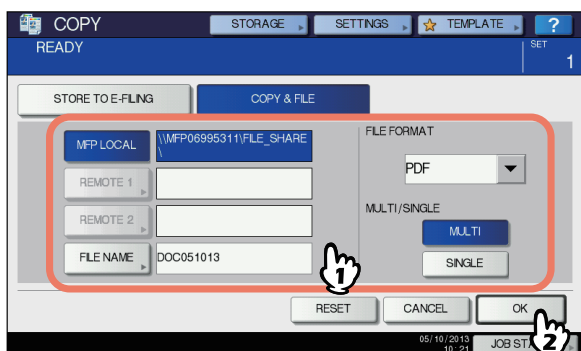 COPY
STORAGE
SETTINGS
TEMPLATE
?
READY
SET
1
STORE TO E-FILING
COPY & FILE
MFP LOCAL
\\MFP06995311\FILE_SHARE
\
REMOTE 1
REMOTE 2
FILE NAME
DOC051013
FILE FORMAT
PDF
MULTI/SINGLE
MULTI
SINGLE
1
RESET
CANCEL
OK
2
05/10/2013
10:21
JOB ST